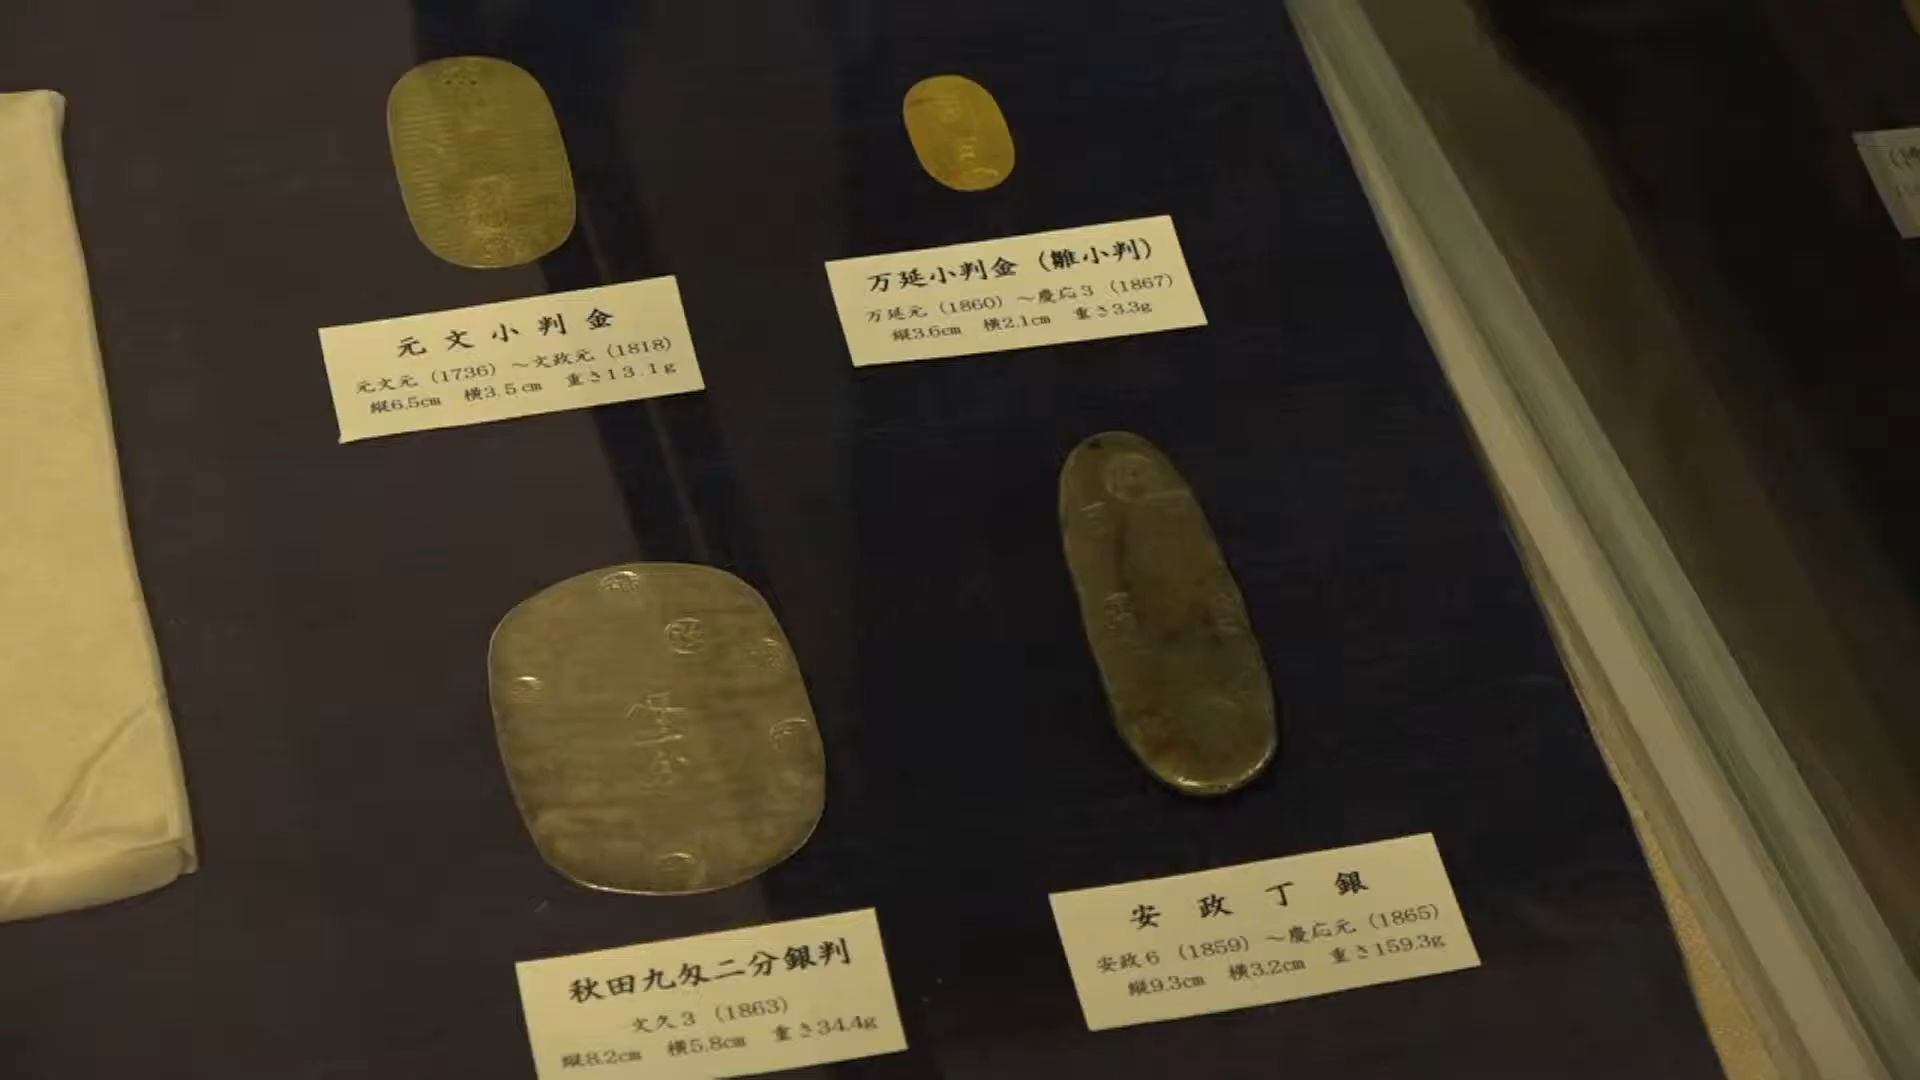 元文小判金
元文元（1736）～文政元（1818）
縦6.5cm 横3.5cm 重さ13.1g
万延小判金（雛小判）
万延元（1860）～慶応3（1867）
縦3.6cm 横2.1cm 重さ3.3g
秋田九匁二分銀判
文久3（1863）
縦8.2cm 横5.8cm 重さ34.4g
安政丁銀
安政6（1859）～慶応元（1865）
縦9.3cm 横3.2cm 重さ159.3g